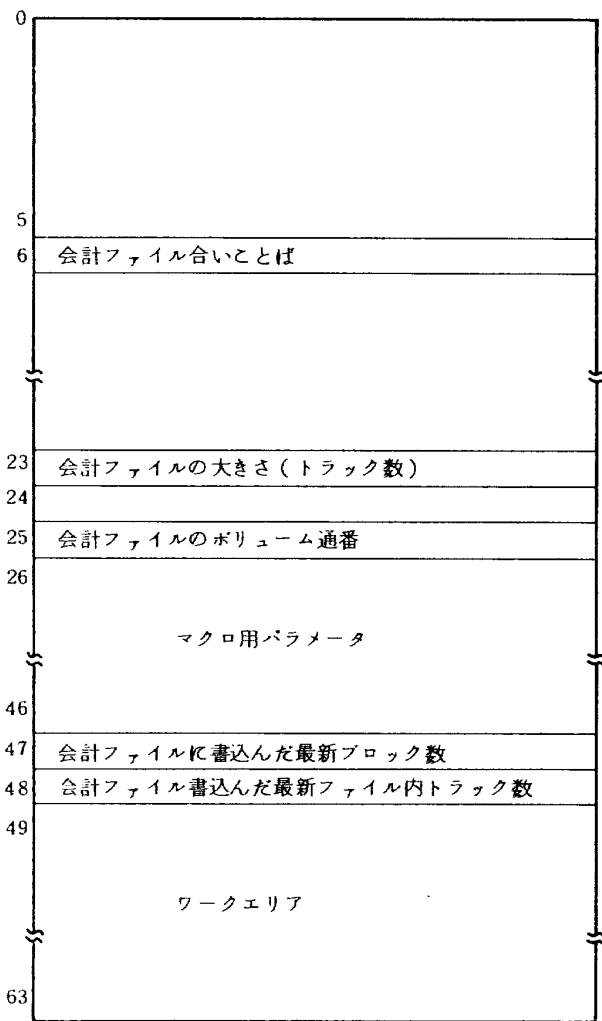 0
5
6 会計ファイル合いことば
23 会計ファイルの大きさ(トラック数)
24
25 会計ファイルのボリューム通番
26
マクロ用パラメータ
46
47 会計ファイルに書込んだ最新ブロック数
48 会計ファイル書込んだ最新ファイル内トラック数
49
ワークエリア
63